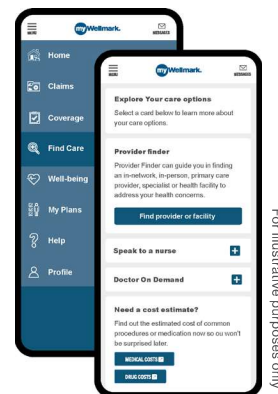 MENU
myWellmark.
MESSAGES
Home
Claims
Coverage
Find Care
Well-being
My Plans
Help
Profile
MENU
myWellmark.
MESSAGES
Explore Your care options
Select a card below to learn more about
your care options.
Provider finder
Provider Finder can guide you in finding
an in-network, in-person, primary care
provider, specialist or health facility to
address your health concerns.
Find provider or facility
Speak to a nurse
Doctor On Demand
Need a cost estimate?
Find out the estimated cost of common
procedures or medication now so ou won't
be surprised later.
MEDICAL COSTS
DRUG COSTS
For illustrative purposes only